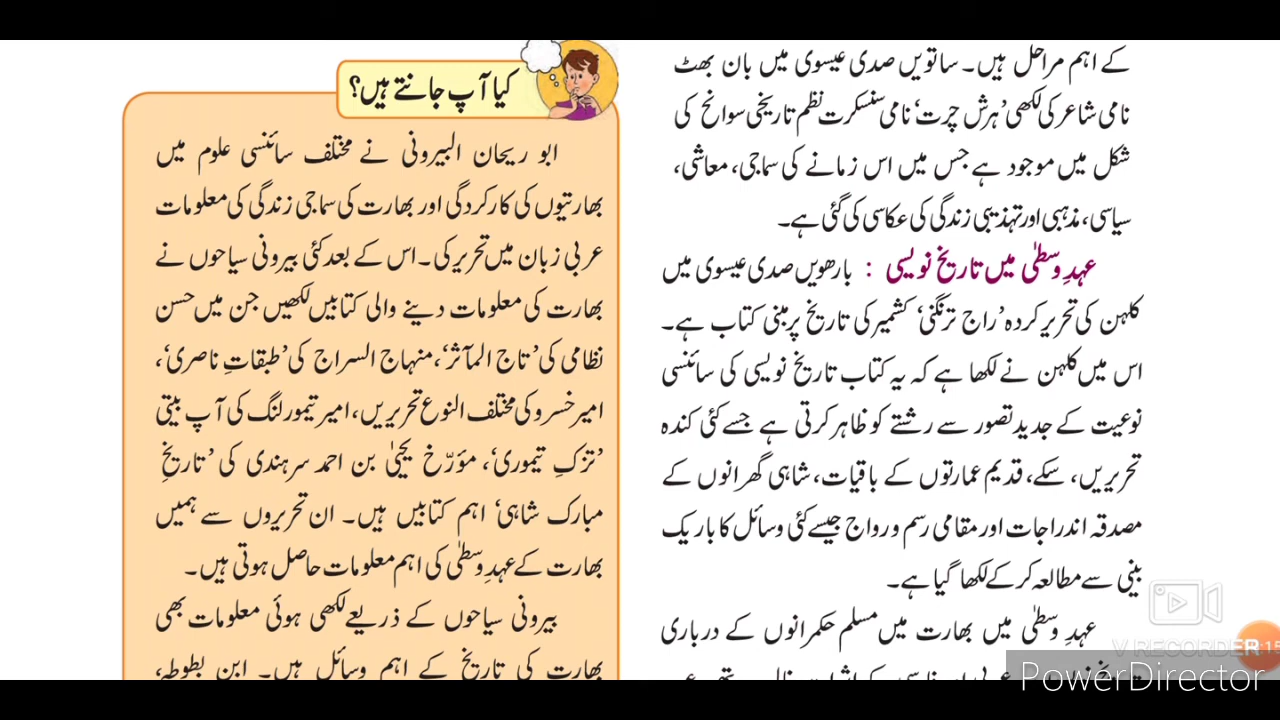 کے اہم مراحل ہیں۔ ساتویں صدی عیسوی میں بان بھٹ
نامی شاعر کی لکھی ’ہرش چرت‘ نامی سنسکرت نظم تاریخی سوانح کی
شکل میں موجود ہے جس میں اس زمانے کی سماجی، معاشی،
سیاسی، مذہبی اور تہذیبی زندگی کی عکاسی کی گئی ہے۔
عہدِ وسطیٰ میں تاریخ نویسی : بارھویں صدی عیسوی میں
کلہن کی تحریر کردہ ’راج ترنگنی‘ کشمیر کی تاریخ پر مبنی کتاب ہے۔
اس میں کلہن نے لکھا ہے کہ یہ کتاب تاریخ نویسی کی سائنسی
نوعیت کے جدید تصور سے رشتے کو ظاہر کرتی ہے جسے کئی کندہ
تحریریں، سکے، قدیم عمارتوں کے باقیات، شاہی گھرانوں کے
مصدقہ اندراجات اور مقامی رسم و رواج جیسے کئی وسائل کا باریک
بینی سے مطالعہ کر کے لکھا گیا ہے۔
عہدِ وسطیٰ میں بھارت میں مسلم حکمرانوں کے درباری
کیا آپ جانتے ہیں؟
ابو ریحان البیرونی نے مختلف سائنسی علوم میں
بھارتیوں کی کارکردگی اور بھارت کی سماجی زندگی کی معلومات
عربی زبان میں تحریر کی۔ اس کے بعد کئی بیرونی سیاحوں نے
بھارت کی معلومات دینے والی کتابیں لکھیں جن میں حسن
نظامی کی ’تاج المآثر‘، منہاج السراج کی ’طبقاتِ ناصری‘،
امیر خسرو کی مختلف النوع تحریریں، امیر تیمور لنگ کی آپ بیتی
’تزکِ تیموری‘، مؤرّخ یحییٰ بن احمد سرہندی کی ’تاریخِ
مبارک شاہی‘ اہم کتابیں ہیں۔ ان تحریروں سے ہمیں
بھارت کے عہدِ وسطیٰ کی اہم معلومات حاصل ہوتی ہیں۔
بیرونی سیاحوں کے ذریعے لکھی ہوئی معلومات بھی
بھارت کی تاریخ کے اہم وسائل ہیں۔ ابن بطوطہ،
V RECORDER
PowerDirector